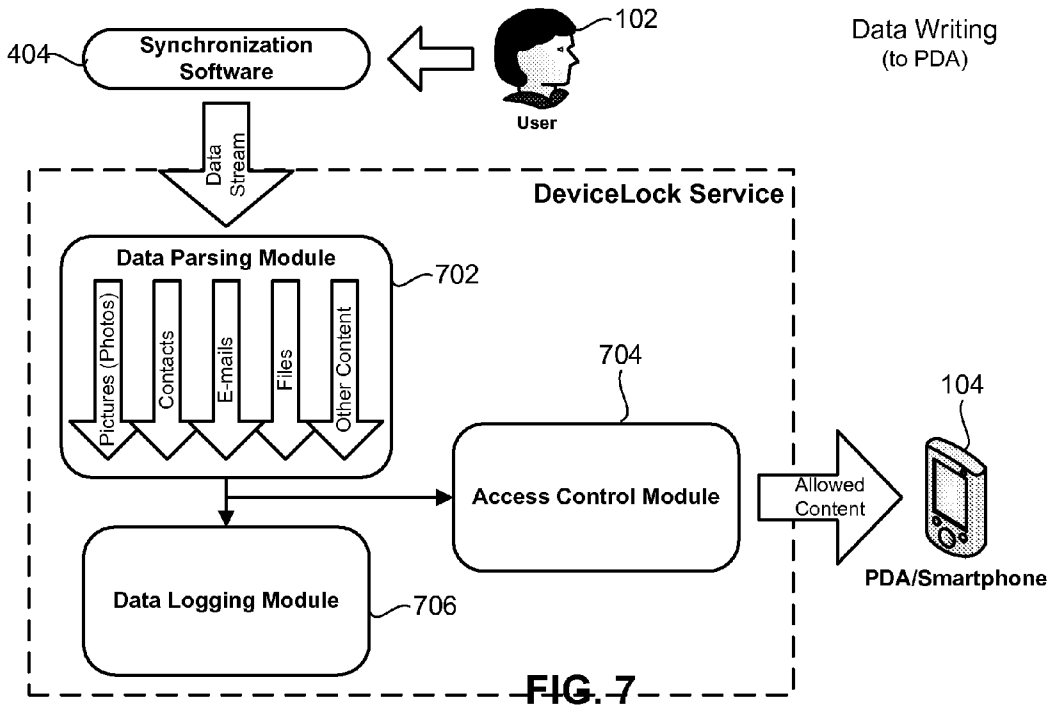 404
Synchronization
Software
102
User
Data Writing
(to PDA)
Data
Stream
DeviceLock Service
Data Parsing Module
702
Pictures (Photos)
Contacts
E-mails
Files
Other Content
704
Access Control Module
Allowed
Content
104
PDA/Smartphone
Data Logging Module
706
FIG. 7